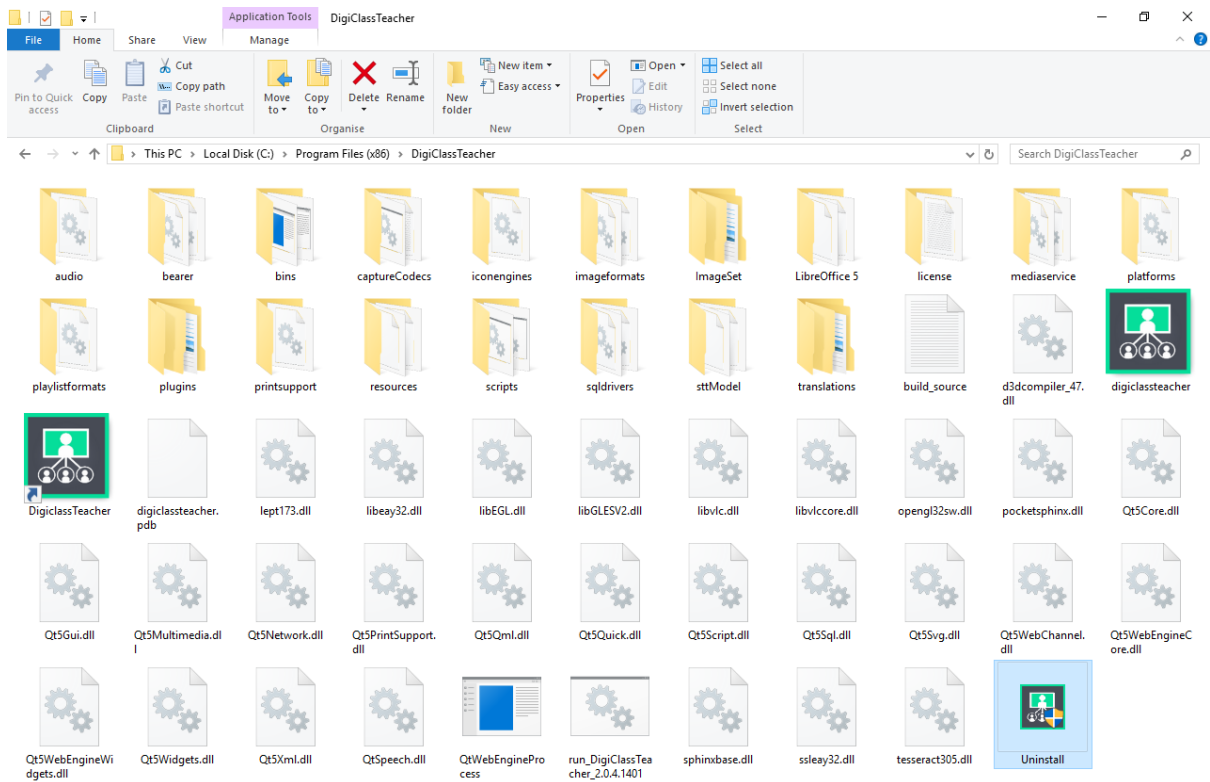 Application Tools
DigiClassTeacher
File
Home
Share
View
Manage
Pin to Quick
access
Copy
Paste
Cut
Copy path
Paste shortcut
Clipboard
Move
to
Copy
to
Delete
Rename
Organise
New
folder
New item
Easy access
New
Properties
Open
Edit
History
Open
Select all
Select none
Invert selection
Select
This PC > Local Disk (C:) > Program Files (x86) > DigiClassTeacher
Search DigiClassTeacher
audio
bearer
bins
captureCodecs
iconengines
imageformats
ImageSet
LibreOffice 5
license
mediaservice
platforms
playlistformats
plugins
printsupport
resources
scripts
sqldrivers
sttModel
translations
build_source
d3dcompiler_47.
dll
digiclassteacher
DigiclassTeacher
digiclassteacher.
pdb
lept173.dll
libeay32.dll
libEGL.dll
libGLESV2.dll
libvlc.dll
libvlccore.dll
opengl32sw.dll
pocketsphinx.dll
Qt5Core.dll
Qt5Gui.dll
Qt5Multimedia.dl
l
Qt5Network.dll
Qt5PrintSupport.
dll
Qt5Qml.dll
Qt5Quick.dll
Qt5Script.dll
Qt5Sql.dll
Qt5Svg.dll
Qt5WebChannel.
dll
Qt5WebEngineC
ore.dll
Qt5WebEngineWi
dgets.dll
Qt5Widgets.dll
Qt5Xml.dll
QtSpeech.dll
QtWebEnginePro
cess
run_DigiClassTea
cher_2.0.4.1401
sphinxbase.dll
ssleay32.dll
tesseract305.dll
Uninstall